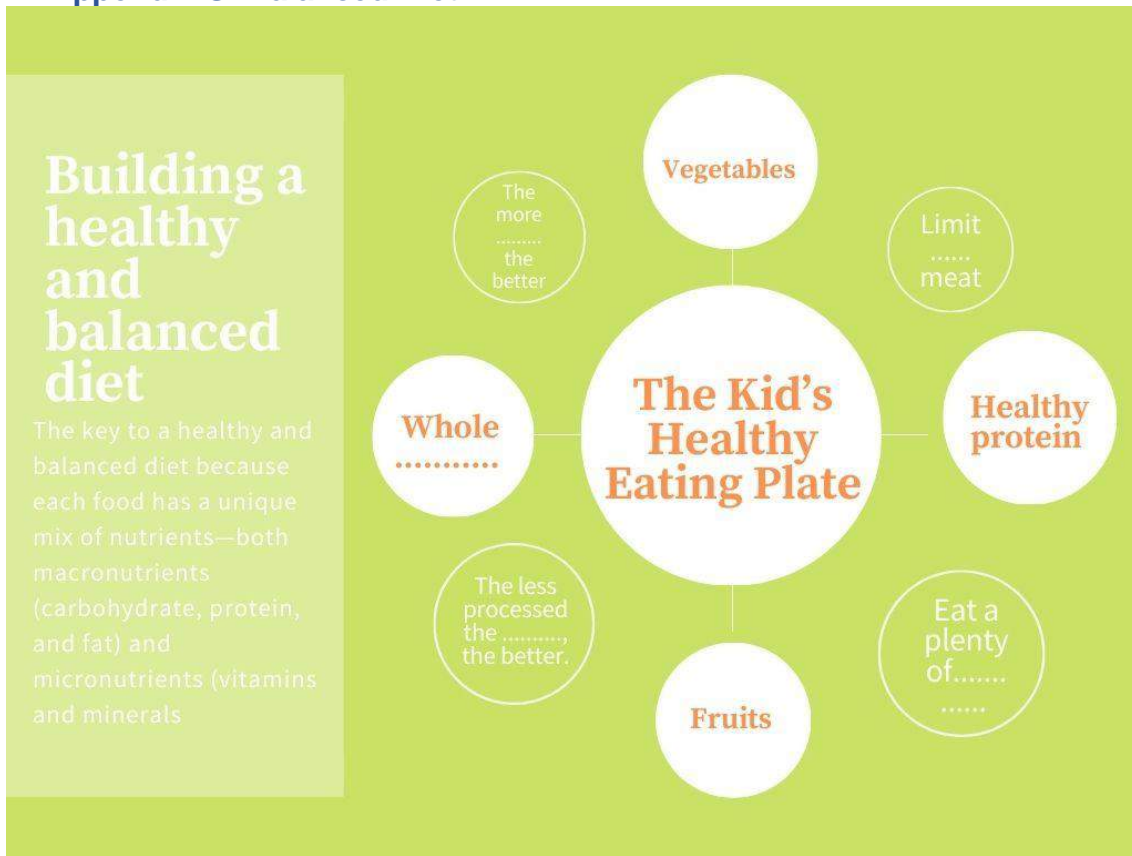 Building a
healthy
and
balanced
diet
The key to a healthy and
balanced diet because
each food has a unique
mix of nutrients—both
macronutrients
(carbohydrate, protein,
and fat) and
micronutrients (vitamins
and minerals
Vegetables
The
more
.........
the
better
Limit
......
meat
Whole
...........
The Kid’s
Healthy
Eating Plate
Healthy
protein
The less
processed
the ..........,
the better.
Eat a
plenty
of.......
......
Fruits